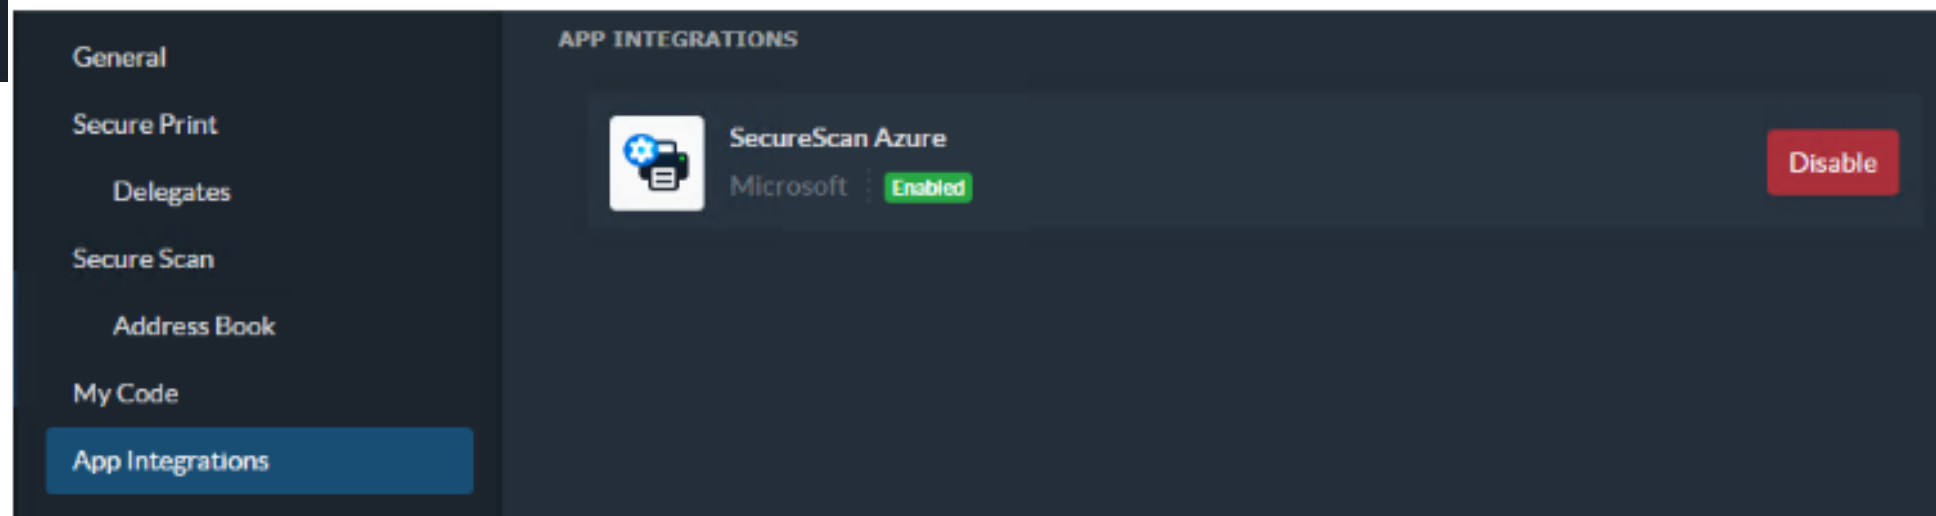 General
Secure Print
Delegates
Secure Scan
Address Book
My Code
App Integrations
APP INTEGRATIONS
SecureScan Azure
Microsoft Enabled
Disable